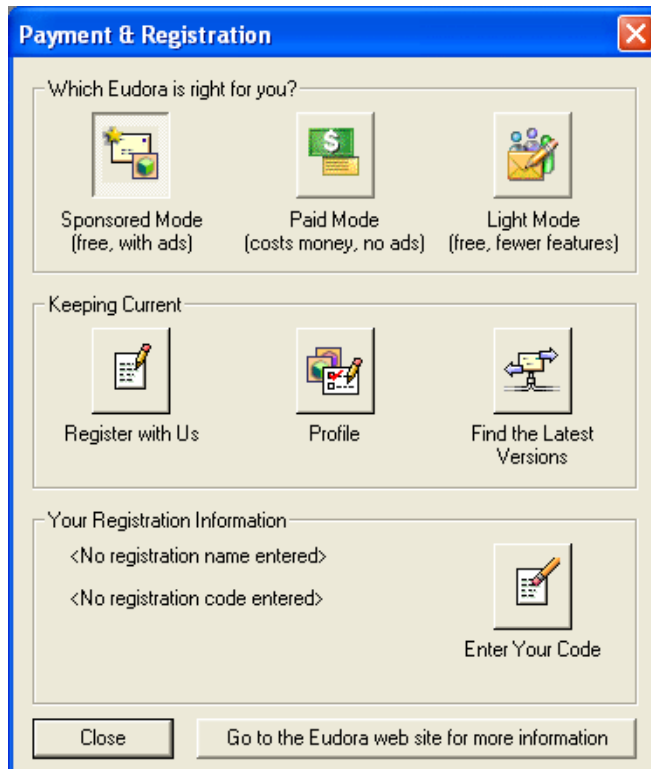 Payment & Registration
Which Eudora is right for you?
Sponsored Mode
(free, with ads)
Paid Mode
(costs money, no ads)
Light Mode
(free, fewer features)
Keeping Current
Register with Us
Profile
Find the Latest
Versions
Your Registration Information
<No registration name entered>
<No registration code entered>
Enter Your Code
Close
Go to the Eudora web site for more information